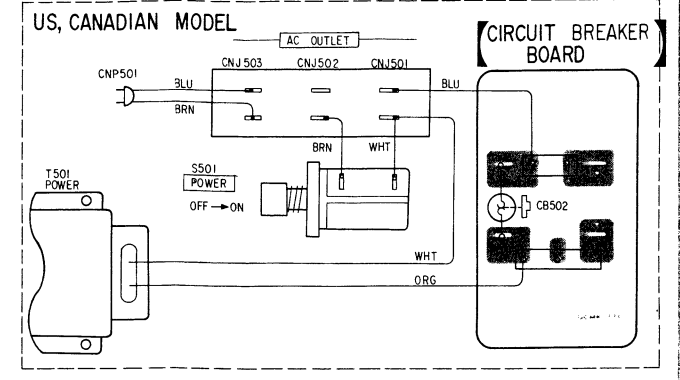 US, CANADIAN MODEL
AC OUTLET
CIRCUIT BREAKER
BOARD
CNJ503 CNJ502 CNJ501
CNP501
BLU
BRN
BLU
BRN
WHT
S501
POWER
OFF → ON
T501
POWER
CB502
WHT
ORG